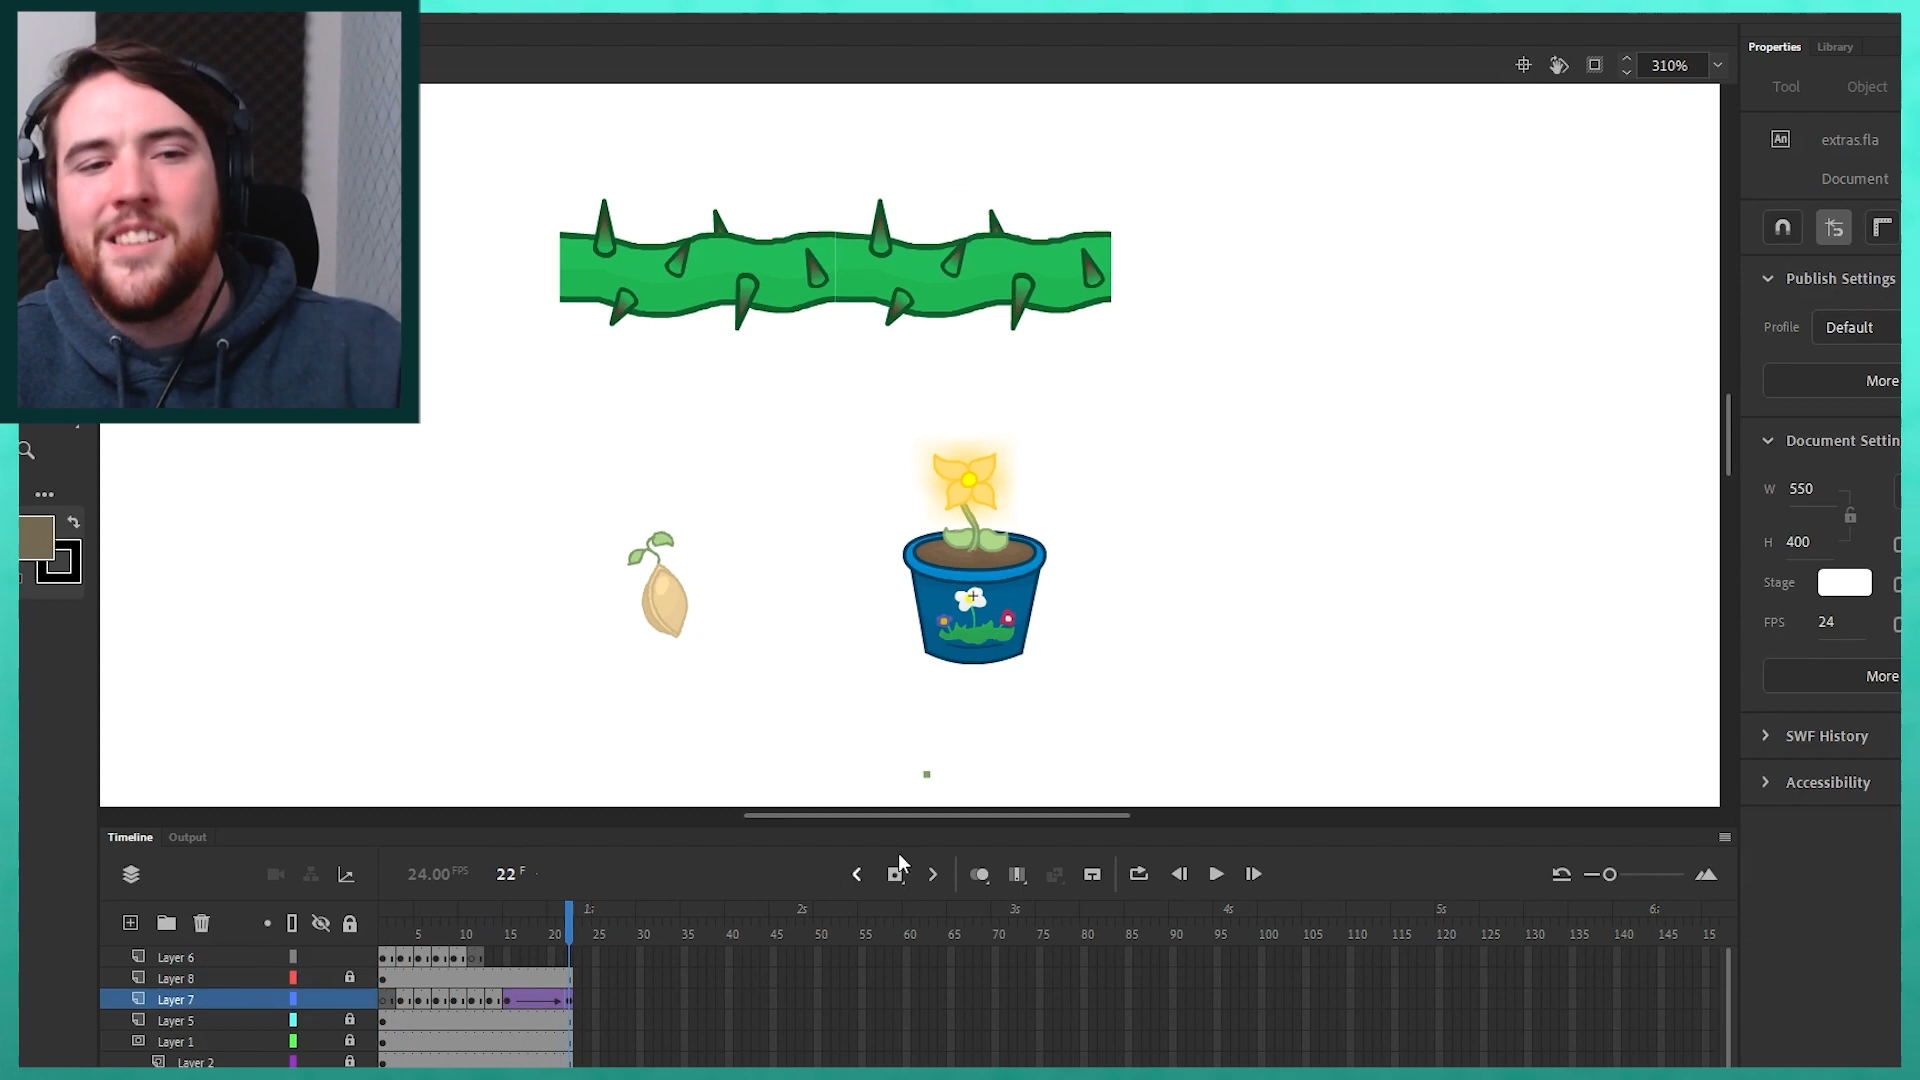 Properties Library
310%
Tool Object
An extras.fla
Document
Publish Settings
Profile Default
More
Document Settin
W 550
H 400
Stage
FPS 24
More
SWF History
Accessibility
Timeline Output
24.00 FPS 22 F
1s 2s 3s 4s 5s 6s
5 10 15 20 25 30 35 40 45 50 55 60 65 70 75 80 85 90 95 100 105 110 115 120 125 130 135 140 145 15
Layer 6
Layer 8
Layer 7
Layer 5
Layer 1
Layer 2